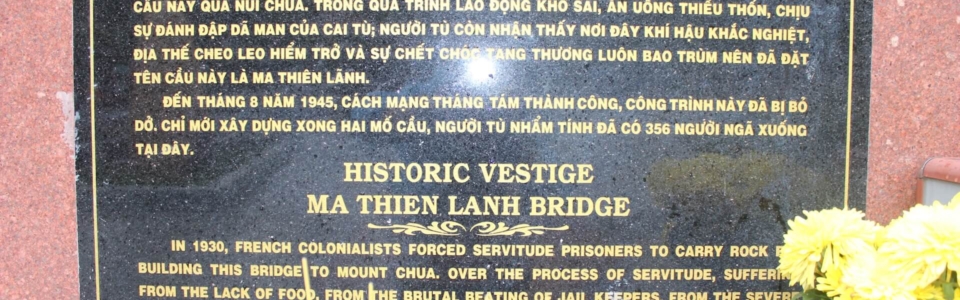 CẦU NÀY QUA NÚI CHÚA. TRONG QUÁ TRÌNH LAO ĐỘNG KHỔ SAI, ĂN UỐNG THIẾU THỐN, CHỊU
SỰ ĐÁNH ĐẬP DÃ MAN CỦA CAI TÙ; NGƯỜI TÙ CÒN NHẬN THẤY NƠI ĐÂY KHÍ HẬU KHẮC NGHIỆT,
ĐỊA THẾ CHEO LEO HIỂM TRỞ VÀ SỰ CHẾT CHÓC TANG THƯƠNG LUÔN BAO TRÙM NÊN ĐÃ ĐẶT
TÊN CẦU NÀY LÀ MA THIÊN LÃNH.
ĐẾN THÁNG 8 NĂM 1945, CÁCH MẠNG THÁNG TÁM THÀNH CÔNG, CÔNG TRÌNH NÀY ĐÃ BỊ BỎ
DỞ. CHỈ MỚI XÂY DỰNG XONG HAI MỐ CẦU, NGƯỜI TÙ NHẨM TÍNH ĐÃ CÓ 356 NGƯỜI NGÃ XUỐNG
TẠI ĐÂY.
HISTORIC VESTIGE
MA THIEN LANH BRIDGE
IN 1930, FRENCH COLONIALISTS FORCED SERVITUDE PRISONERS TO CARRY ROCK
BUILDING THIS BRIDGE TO MOUNT CHUA. OVER THE PROCESS OF SERVITUDE,
FROM THE LACK OF FOOD, FROM THE BRUTAL BEATING OF JAIL KEEPERS, FROM THE